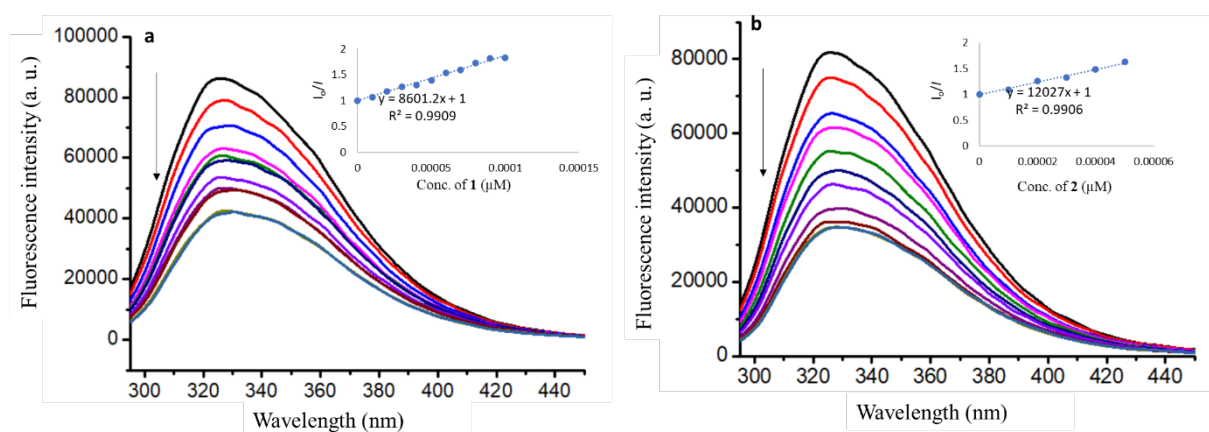 a
Fluorescence intensity (a. u.)
100000
80000
60000
40000
20000
0
300 320 340 360 380 400 420 440
Wavelength (nm)
I₀/I
2
1.5
1
0.5
0
y = 8601.2x + 1
R² = 0.9909
0 0.00005 0.0001 0.00015
Conc. of 1 (μM)
b
Fluorescence intensity (a. u.)
80000
60000
40000
20000
0
300 320 340 360 380 400 420 440
Wavelength (nm)
I₀/I
2
1.5
1
0.5
0
y = 12027x + 1
R² = 0.9906
0 0.00002 0.00004 0.00006
Conc. of 2 (μM)